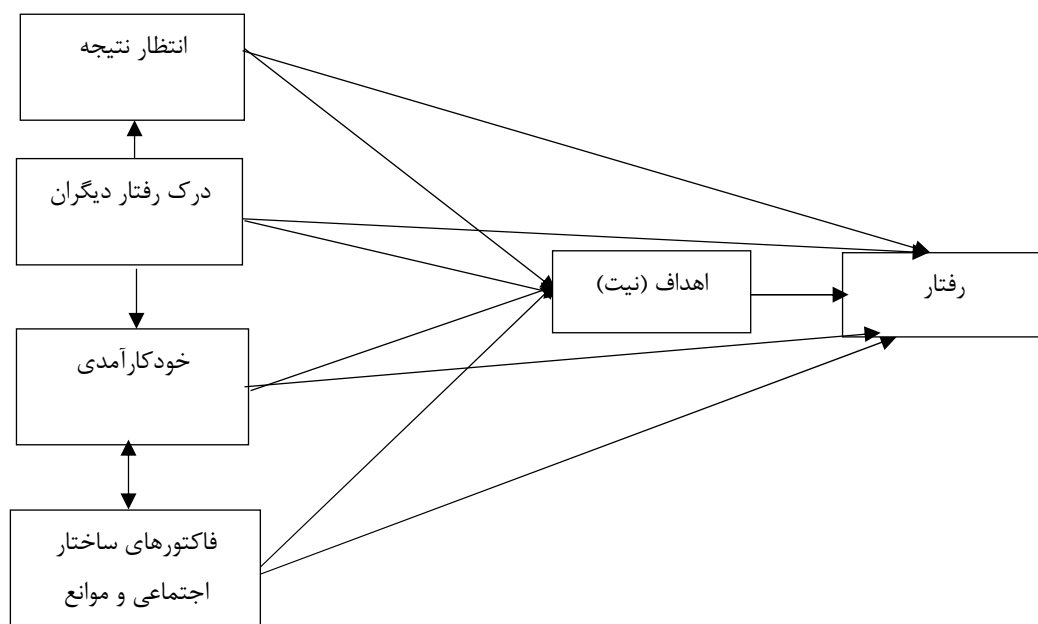 انتظار نتیجه
درک رفتار دیگران
اهداف (نیت)
رفتار
خودکارآمدی
فاکتورهای ساختار
اجتماعی و موانع